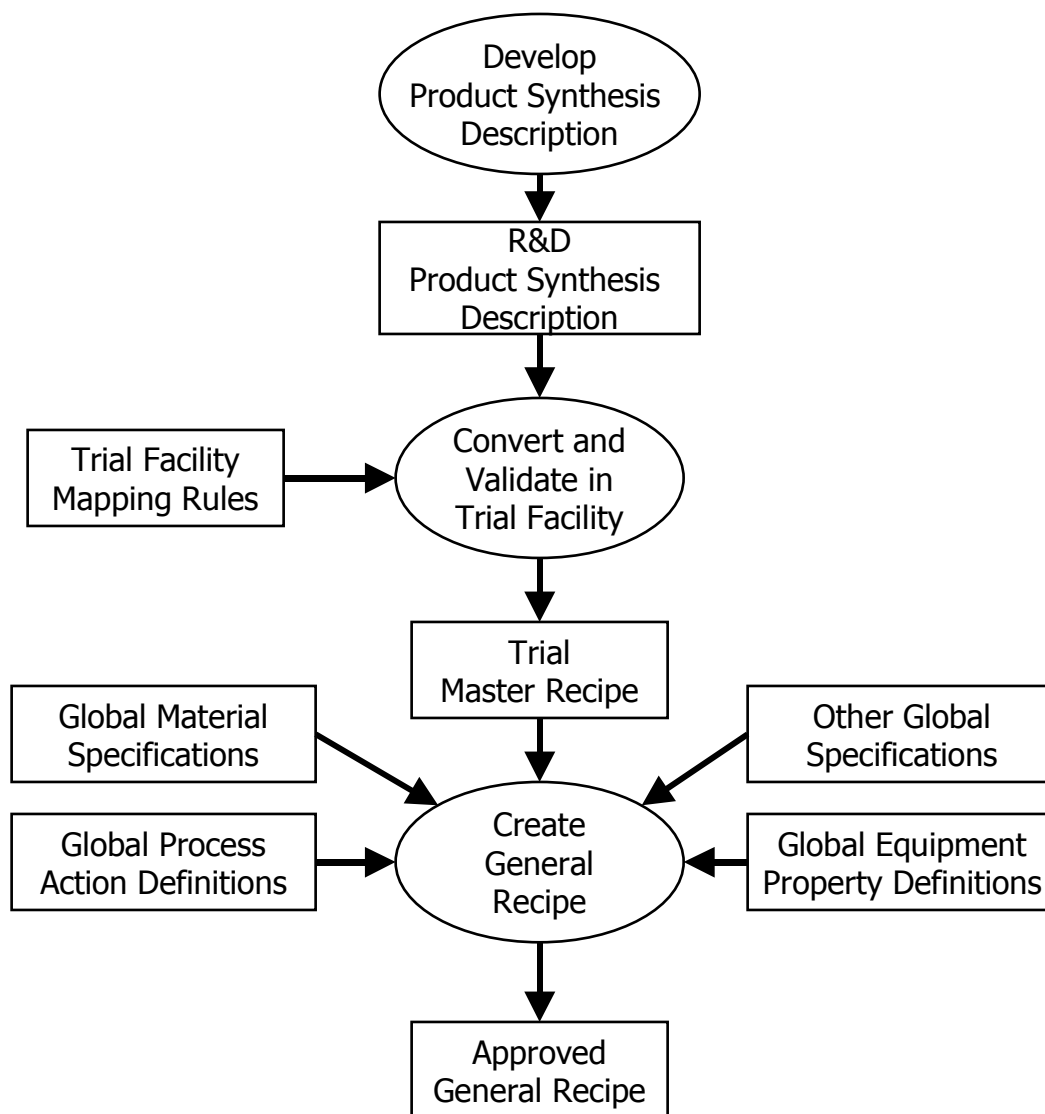 Develop
Product Synthesis
Description
R&D
Product Synthesis
Description
Trial Facility
Mapping Rules
Convert and
Validate in
Trial Facility
Trial
Master Recipe
Global Material
Specifications
Other Global
Specifications
Global Process
Action Definitions
Create
General
Recipe
Global Equipment
Property Definitions
Approved
General Recipe